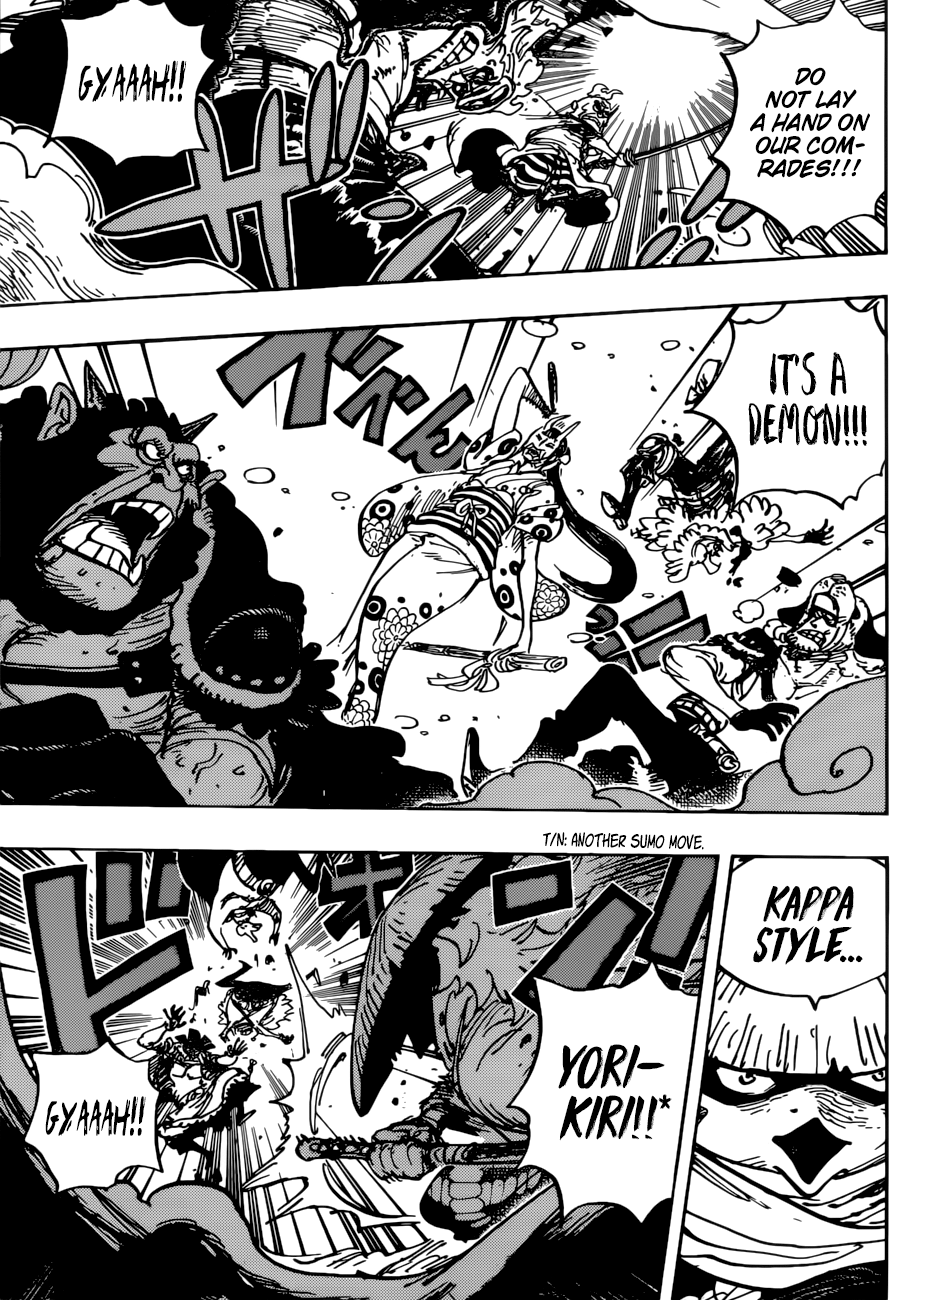 DO
NOT LAY
A HAND ON
OUR COM-
RADES!!!
GYAAAH!!
IT'S A
DEMON!!!
T/N: ANOTHER SUMO MOVE.
KAPPA
STYLE...
YORI-
KIRI!!!*
GYAAAH!!